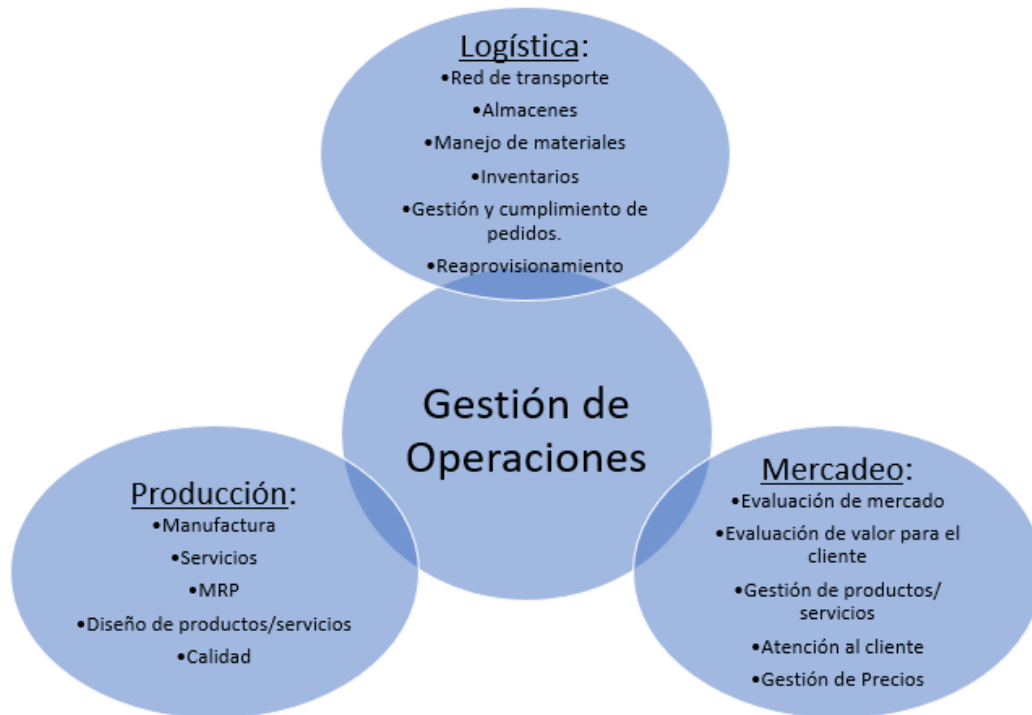 Logística:
•Red de transporte
•Almacenes
•Manejo de materiales
•Inventarios
•Gestión y cumplimiento de
pedidos.
•Reaprovisionamiento
Gestión de
Operaciones
Producción:
•Manufactura
•Servicios
•MRP
•Diseño de productos/servicios
•Calidad
Mercadeo:
•Evaluación de mercado
•Evaluación de valor para el
cliente
•Gestión de productos/
servicios
•Atención al cliente
•Gestión de Precios